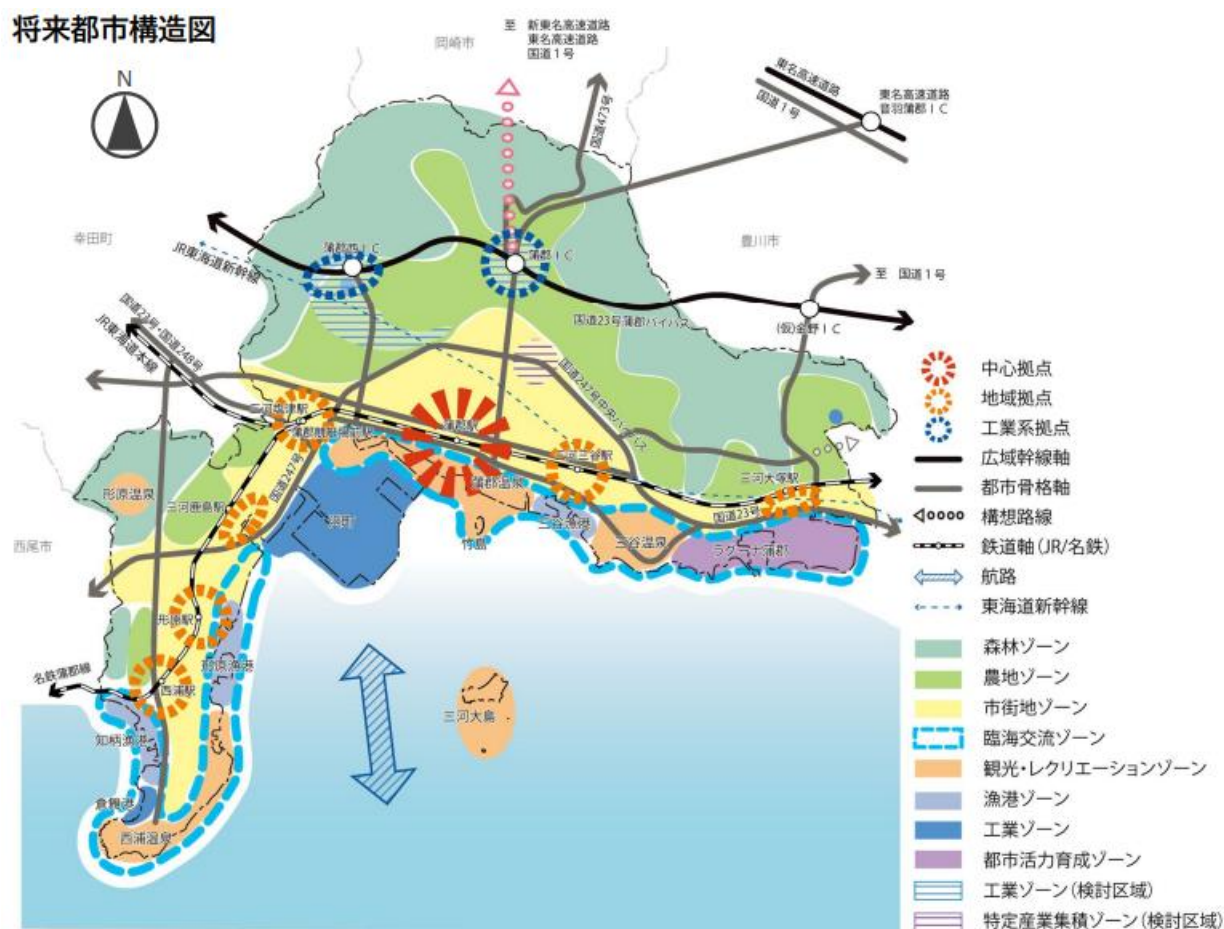 将来都市構造図
N
至 新東名高速道路
東名高速道路
国道1号
岡崎市
東名高速道路
国道1号
東名高速道路
音羽蒲郡IC
国道473号
幸田町
豊川市
JR東海道新幹線
蒲郡西IC
蒲郡IC
至 国道1号
国道23号蒲郡バイパス
(仮)金野IC
国道23号・国道248号
JR東海道本線
国道247号中央バイパス
三河塩津駅
蒲郡競艇場前駅
蒲郡駅
三河三谷駅
三河大塚駅
国道23号
国道247号
形原温泉
三河鹿島駅
浜町
蒲郡温泉
竹島
三谷漁港
三谷温泉
ラグーナ蒲郡
西尾市
形原駅
形原漁港
名鉄蒲郡線
西浦駅
知柄漁港
倉舞港
西浦温泉
三河大島
中心拠点
地域拠点
工業系拠点
広域幹線軸
都市骨格軸
構想路線
鉄道軸(JR/名鉄)
航路
東海道新幹線
森林ゾーン
農地ゾーン
市街地ゾーン
臨海交流ゾーン
観光・レクリエーションゾーン
漁港ゾーン
工業ゾーン
都市活力育成ゾーン
工業ゾーン(検討区域)
特定産業集積ゾーン(検討区域)